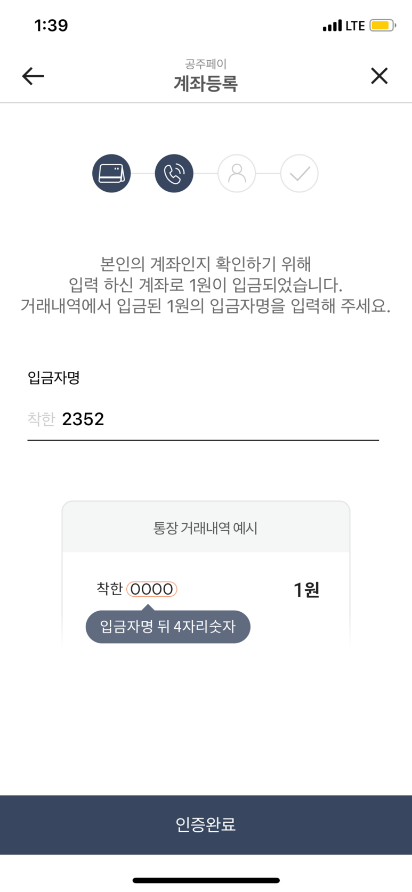 1:39
LTE
공주페이
계좌등록
본인의 계좌인지 확인하기 위해
입력 하신 계좌로 1원이 입금되었습니다.
거래내역에서 입금된 1원의 입금자명을 입력해 주세요.
입금자명
착한 2352
통장 거래내역 예시
착한 OOOO 1원
입금자명 뒤 4자리숫자
인증완료